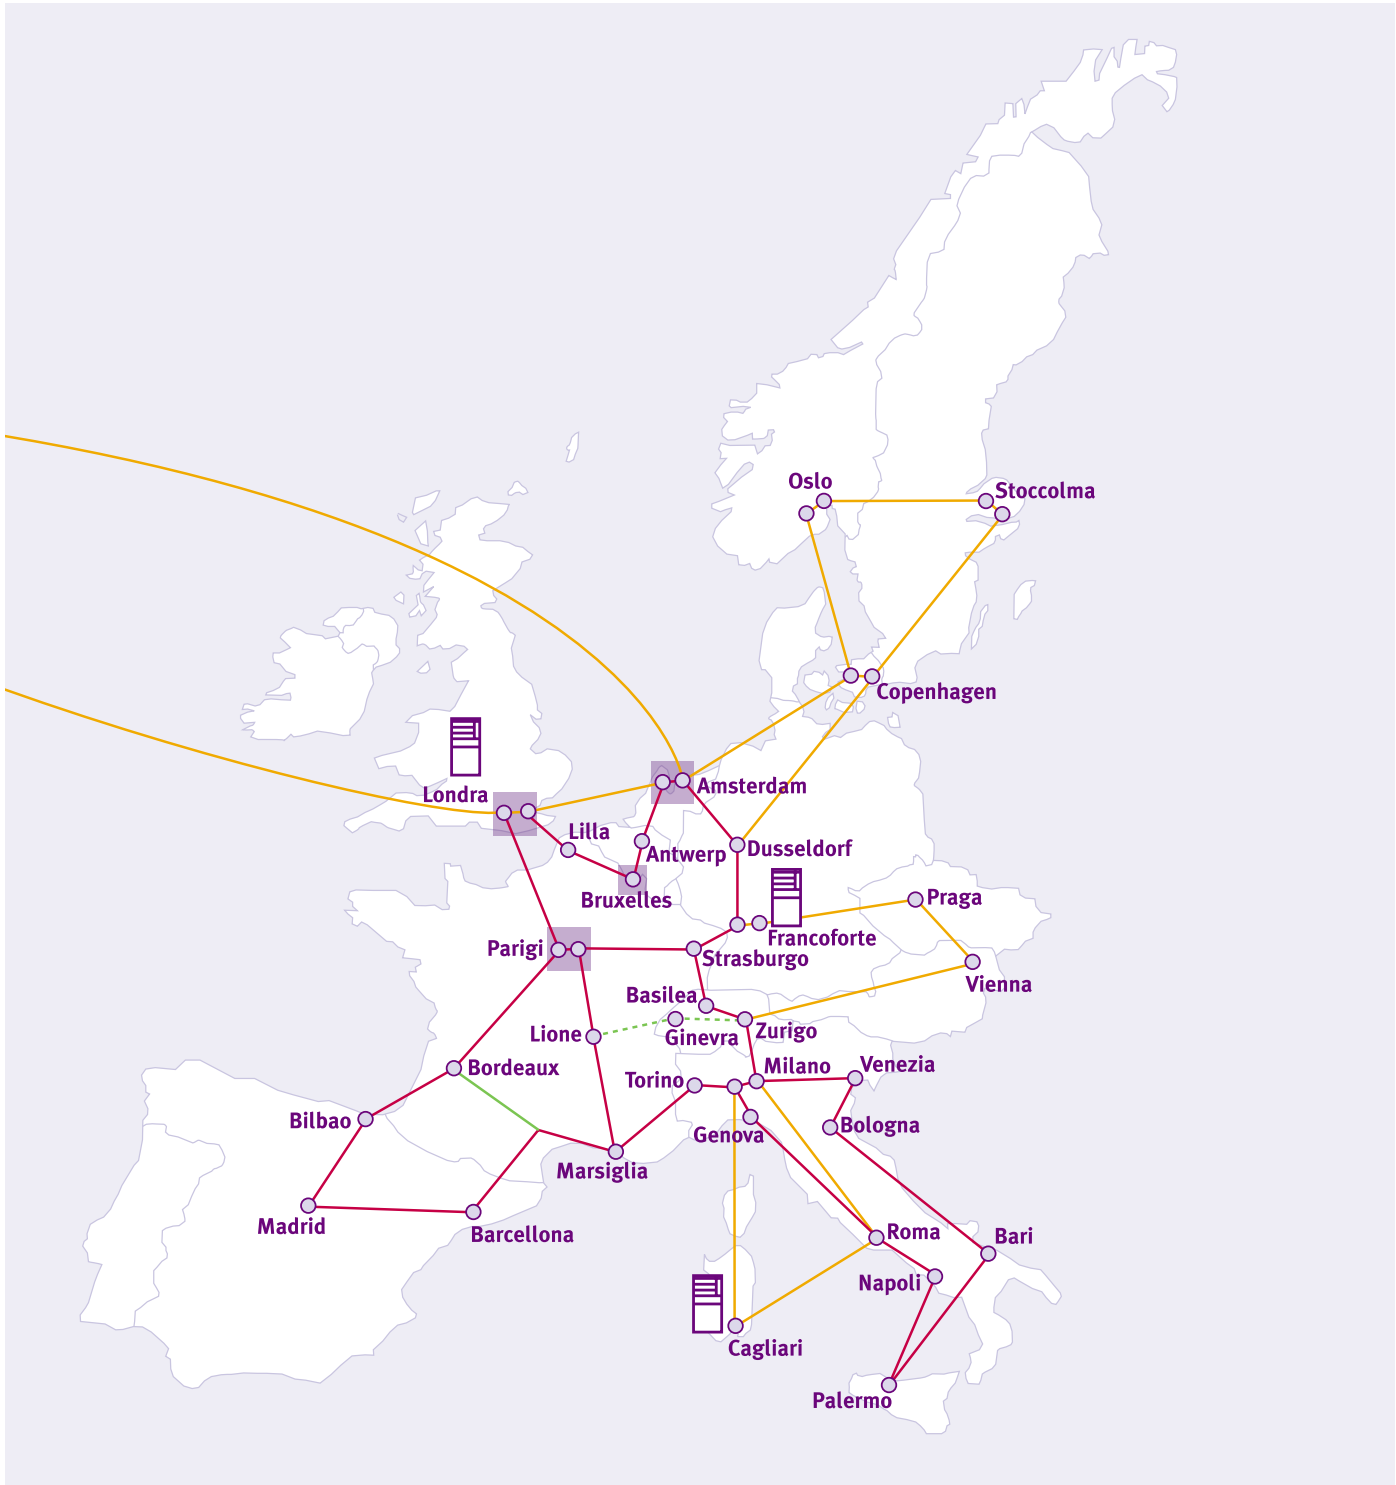 Oslo
Stoccolma
Copenhagen
Amsterdam
Londra
Lilla
Antwerp
Dusseldorf
Bruxelles
Praga
Francoforte
Parigi
Strasburgo
Vienna
Basilea
Lione
Ginevra
Zurigo
Bordeaux
Torino
Milano
Venezia
Bilbao
Genova
Bologna
Marsiglia
Madrid
Barcellona
Roma
Bari
Napoli
Cagliari
Palermo